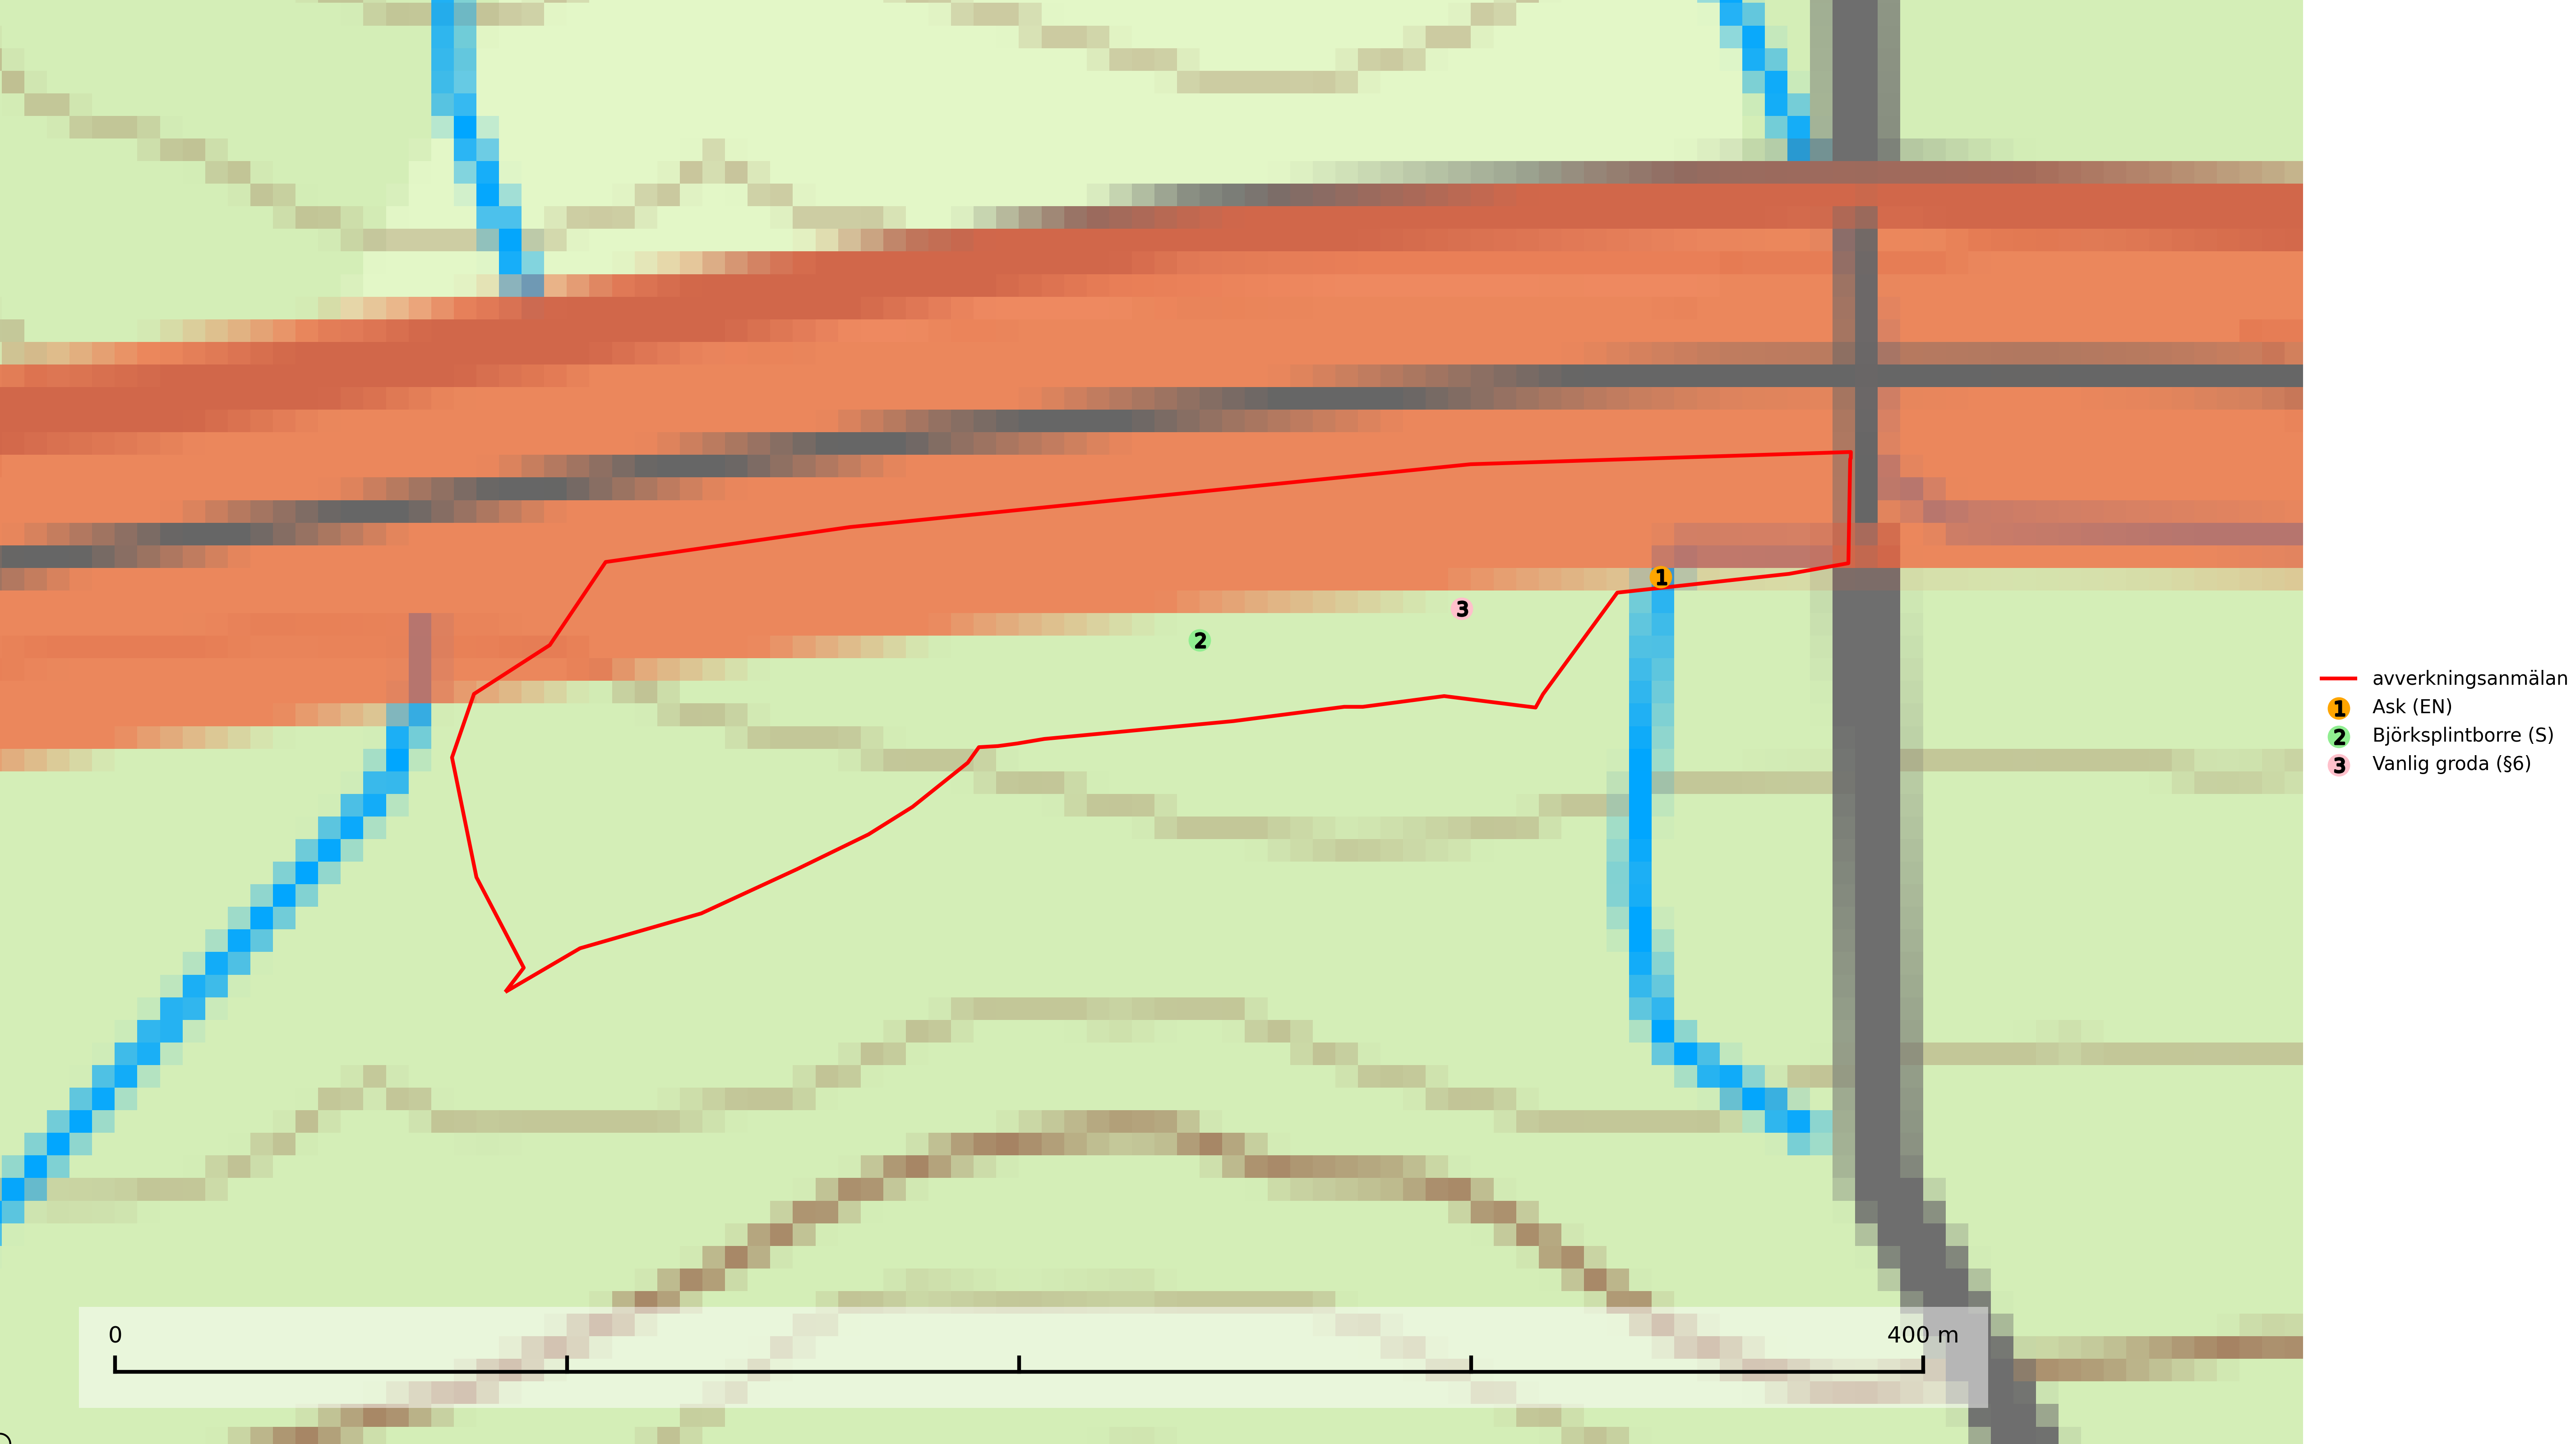 1
3
2
avverkningsanmälan
1 Ask (EN)
2 Björksplintborre (S)
3 Vanlig groda (§6)
0 400 m